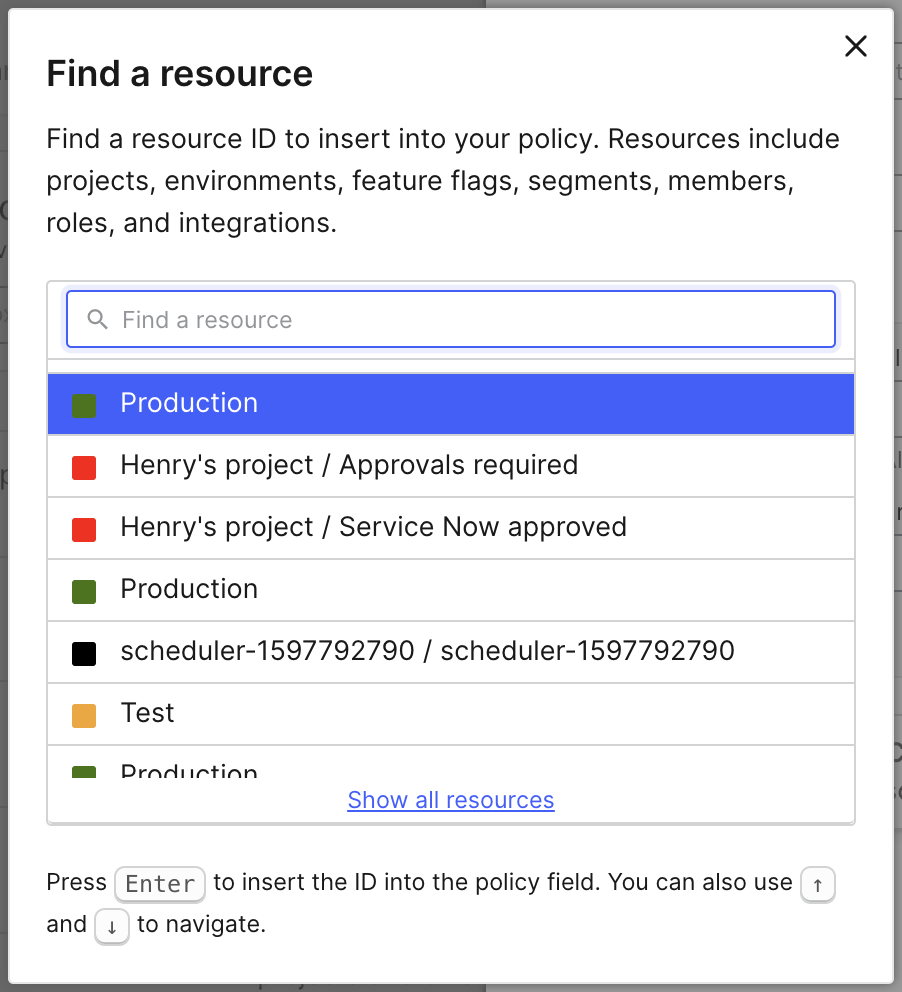 Find a resource
Find a resource ID to insert into your policy. Resources include
projects, environments, feature flags, segments, members,
roles, and integrations.
Find a resource
Production
Henry's project / Approvals required
Henry's project / Service Now approved
Production
scheduler-1597792790 / scheduler-1597792790
Test
Production
Show all resources
Press Enter to insert the ID into the policy field. You can also use ↑
and ↓ to navigate.